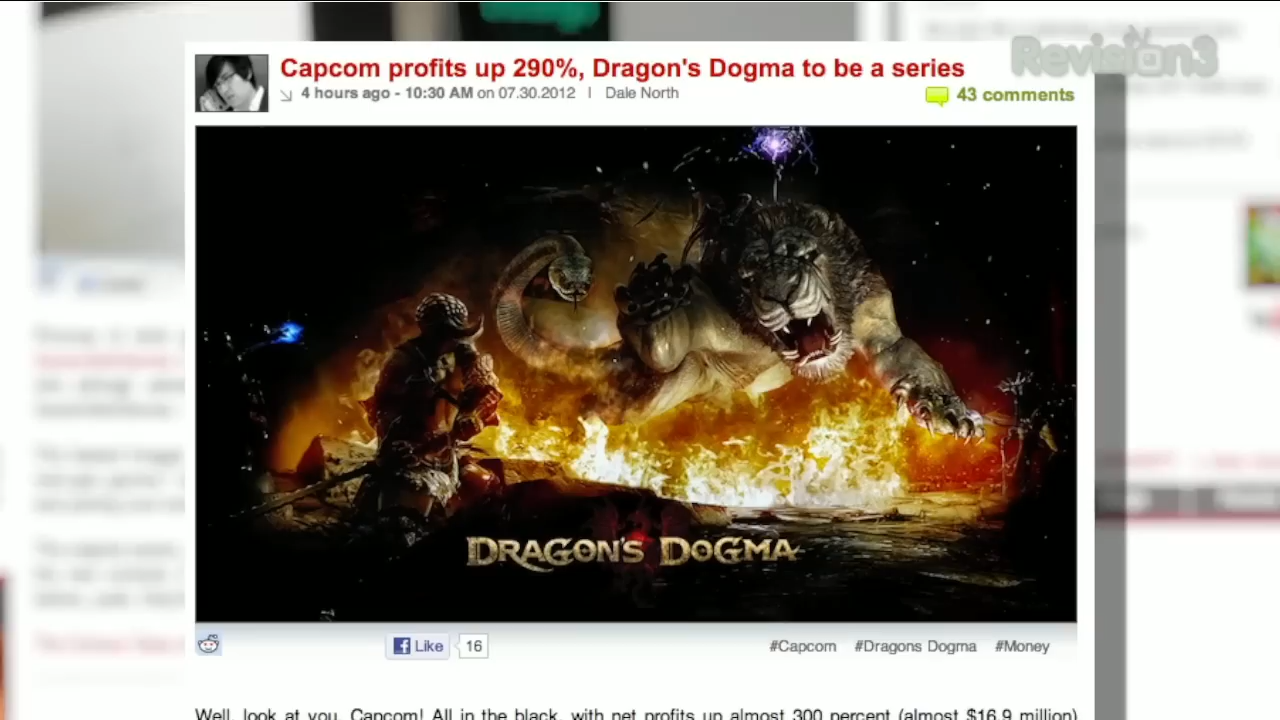 Revision3
Capcom profits up 290%, Dragon's Dogma to be a series
4 hours ago - 10:30 AM on 07.30.2012 | Dale North
43 comments
DRAGON'S DOGMA
Like 16
#Capcom #Dragons Dogma #Money
Well, look at you, Capcom! All in the black, with net profits up almost 300 percent (almost $16.9 million)